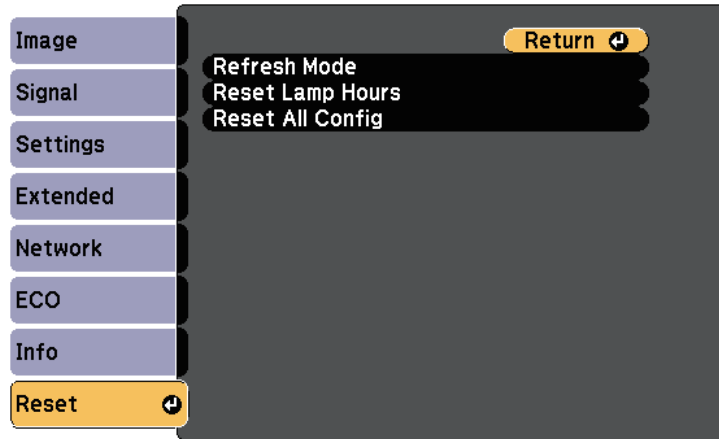 Image
Signal
Settings
Extended
Network
ECO
Info
Reset
Return
Refresh Mode
Reset Lamp Hours
Reset All Config